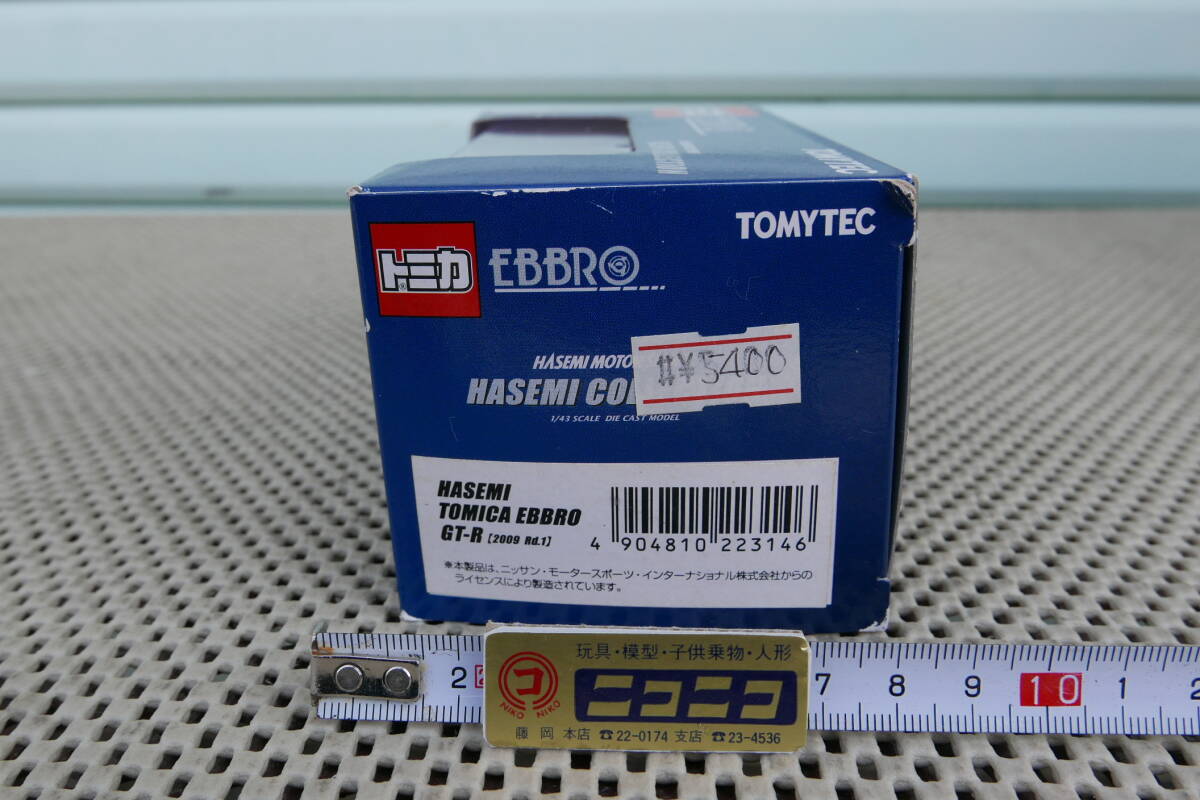 TOMYTEC
TOMYTEC
トミカ
EBBRO
HASEMI
#¥5400
HASEMI
1/43 SCALE DIE CAST MODEL
HASEMI
TOMICA EBBRO
GT-R [2009 Rd.1]
4 904810 223146
※本製品は、ニッサン・モータースポーツ・インターナショナル株式会社からの
ライセンスにより製造されています。
玩具・模型・子供乗物・人形
コ
NIKO NIKO
ニコニコ
藤岡 本店 ☎22-0174 支店 ☎23-4536
2 7 8 9 10 1 2